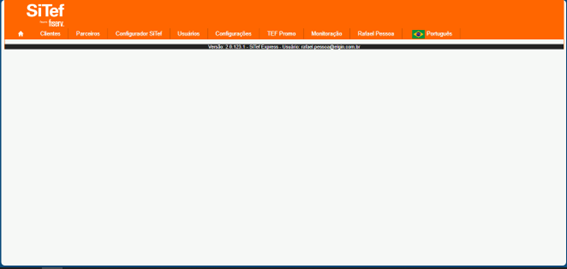 SiTef
fiserv.
Clientes Parceiros Configurador SiTef Usuários Configurações TEF Promo Monitoração Rafael Pessoa Português
Versão: 2.0.123.1 - SiTef Express - Usuário: rafael.pessoa@elgin.com.br